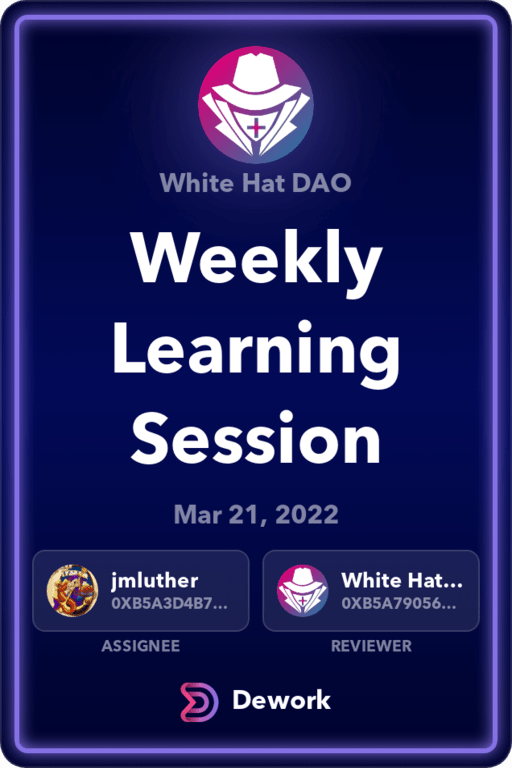 White Hat DAO
Weekly
Learning
Session
Mar 21, 2022
jmluther
0XB5A3D4B7...
White Hat...
0XB5A79056...
ASSIGNEE
REVIEWER
Dework